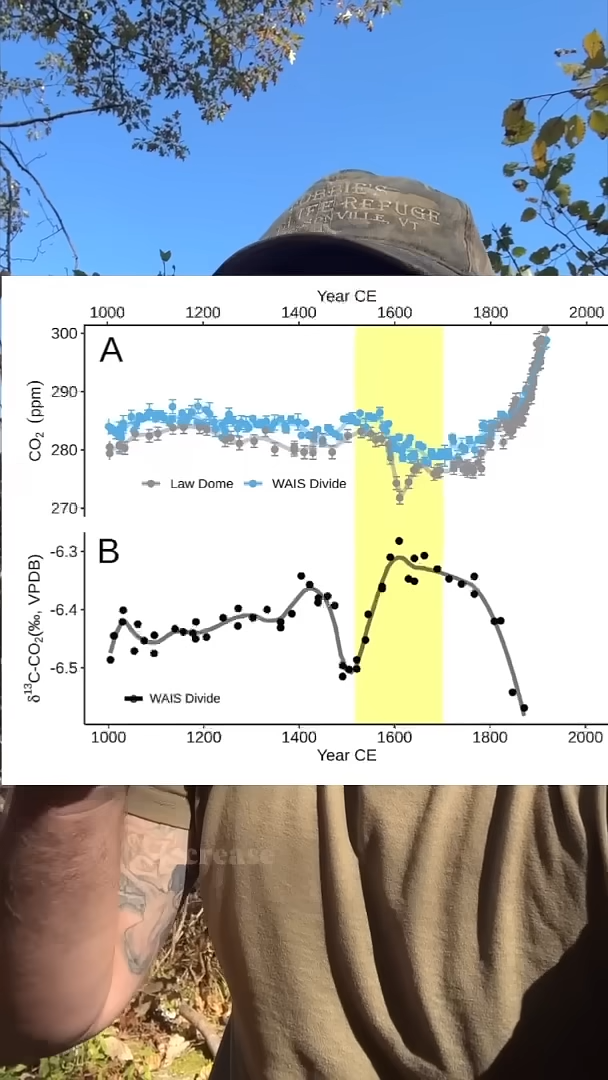 LIFE REFUGE
NVILLE, VT
Year CE
1000 1200 1400 1600 1800 2000
A
300
290
280
270
CO₂ (ppm)
Law Dome WAIS Divide
B
-6.3
-6.4
-6.5
δ¹³C-CO₂(‰, VPDB)
WAIS Divide
1000 1200 1400 1600 1800 2000
Year CE